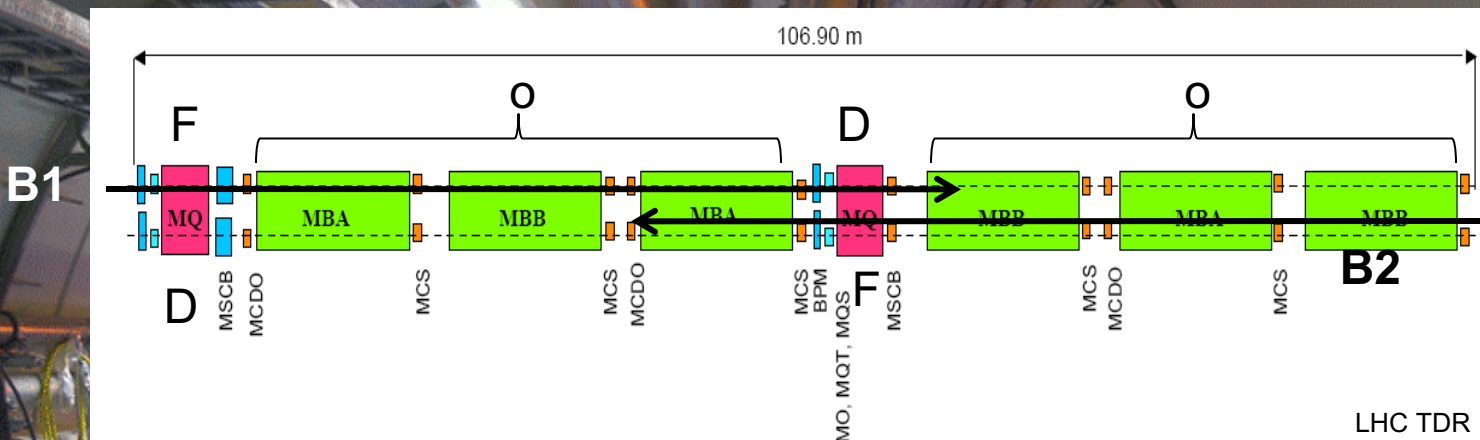 106.90 m
F O D O
B1
MQ MBA MBB MBA MQ MBB MBA MBB
B2
D F
MSCB
MCDO
MCS
MCS
MCDO
MCS
BPM
MO, MQT, MQS
MSCB
MCS
MCDO
MCS
LHC TDR